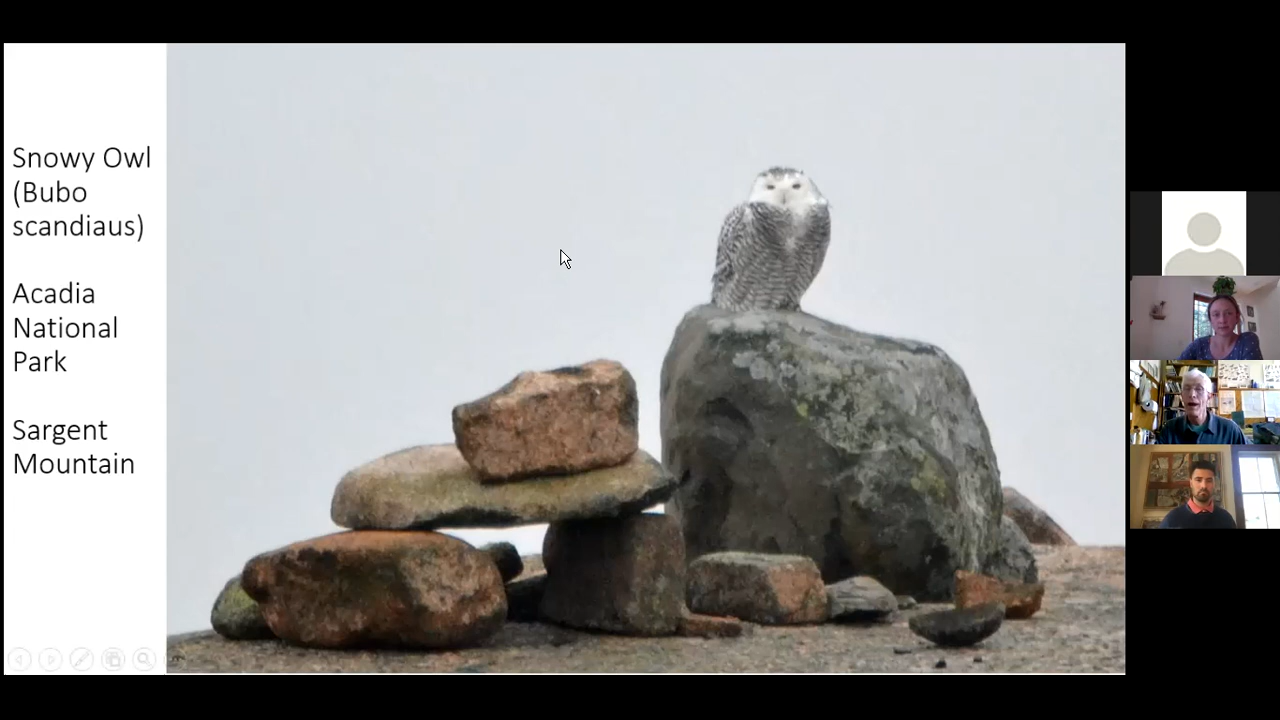 Snowy Owl
(Bubo
scandiaus)
Acadia
National
Park
Sargent
Mountain